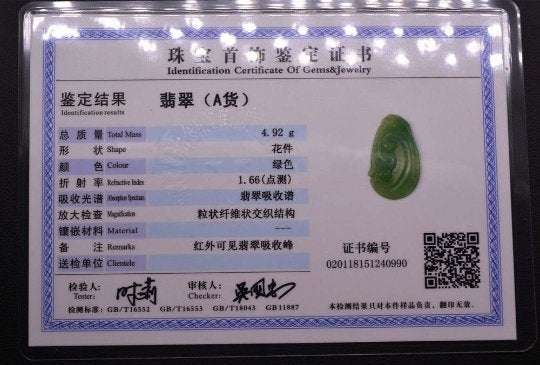 珠宝首饰鉴定证书
Identification Certificate Of Gems&Jewelry
鉴定结果 翡翠（A货）
Identification results
总质量 Total Mass 4.92 g
形状 Shape 花件
颜色 Colour 绿色
折射率 Refractive Index 1.66(点测)
吸收光谱 Absorption Spectrum 翡翠吸收谱
放大检查 Magnification 粒状纤维状交织结构
镶嵌材料 Material ---
备注 Remarks 红外可见翡翠吸收峰
送检单位 Clientele
证书编号
020118151240990
检验人: 审核人:
Tester: Checker:
检测标准: GB/T16552 GB/T16553 GB/T18043 GB11887
本检测结果只对本件样品负责，翻印无效。